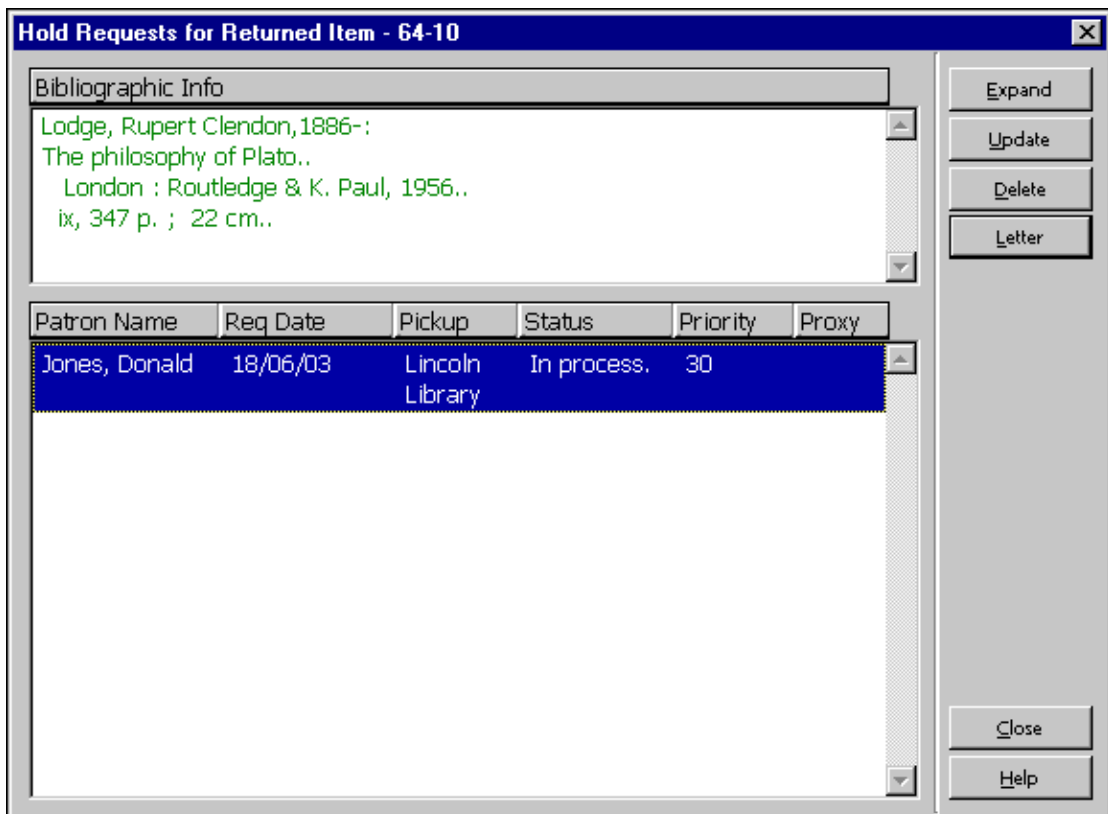 Hold Requests for Returned Item - 64-10
Bibliographic Info
Lodge, Rupert Clendon,1886-:
The philosophy of Plato..
London : Routledge & K. Paul, 1956..
ix, 347 p. ; 22 cm..
Patron Name Req Date Pickup Status Priority Proxy
Jones, Donald 18/06/03 Lincoln In process. 30
Library
Expand
Update
Delete
Letter
Close
Help